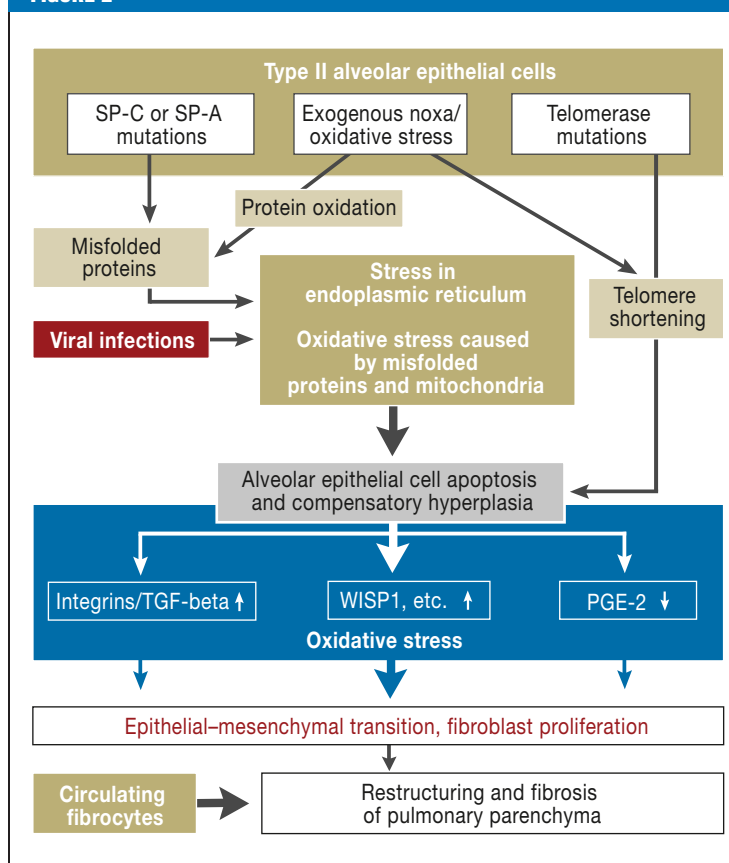 Type II alveolar epithelial cells
SP-C or SP-A
mutations
Exogenous noxa/
oxidative stress
Telomerase
mutations
Protein oxidation
Misfolded
proteins
Stress in
endoplasmic reticulum
Telomere
shortening
Viral infections
Oxidative stress caused
by misfolded
proteins and mitochondria
Alveolar epithelial cell apoptosis
and compensatory hyperplasia
Integrins/TGF-beta
WISP1, etc.
PGE-2
Oxidative stress
Epithelial–mesenchymal transition, fibroblast proliferation
Circulating
fibrocytes
Restructuring and fibrosis
of pulmonary parenchyma